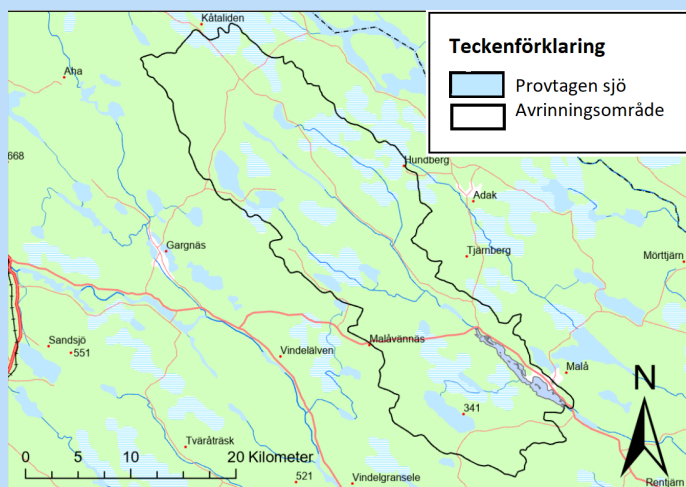 Kåtaliden
Teckenförklaring
Provtagen sjö
Avrinningsområde
Aha
668
Hundberg
Adak
Gargnäs
Tjärnberg
Mörttjärn
Sandsjö
551
Vindelälven
Malåvännäs
Malå
N
341
Tvåråträsk
0 5 10 20 Kilometer
521
Vindelgransele
Rentjärn